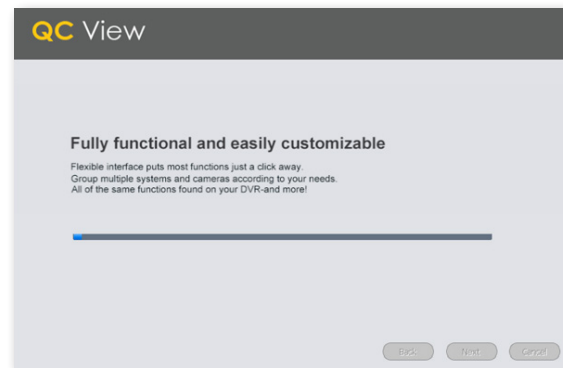 QC View
Fully functional and easily customizable
Flexible interface puts most functions just a click away.
Group multiple systems and cameras according to your needs.
All of the same functions found on your DVR-and more!
Back Next Cancel